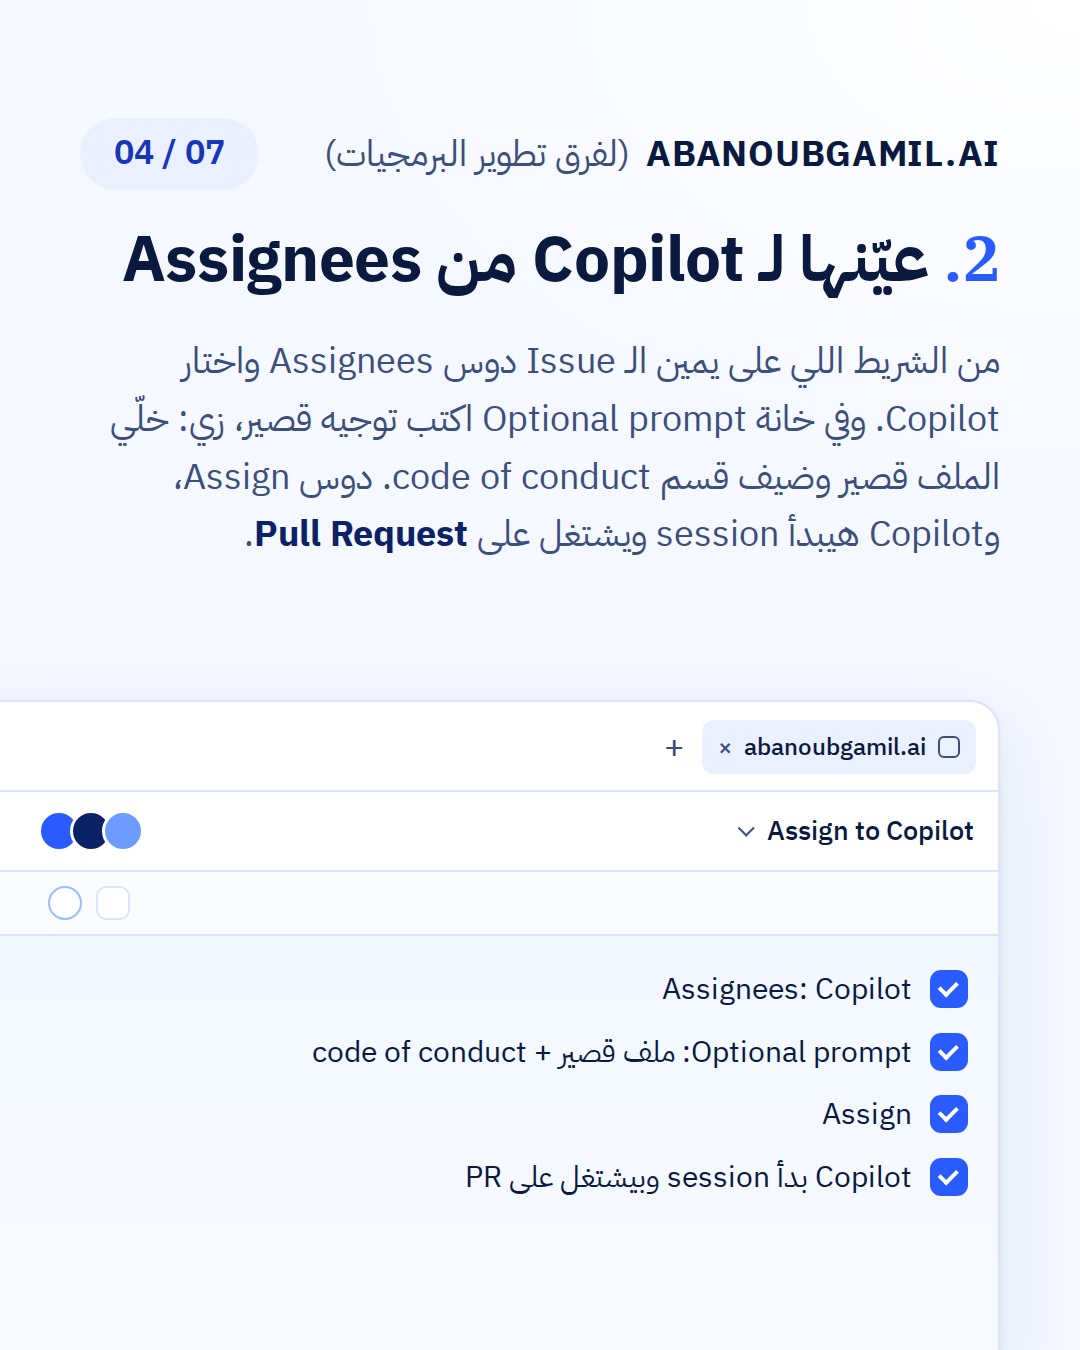 ABANOUBGAMIL.AI (لفرق تطوير البرمجيات) 04 / 07
2. عيّنها لـ Copilot من Assignees
من الشريط اللي على يمين الـ Issue دوس Assignees واختار
Copilot. وفي خانة Optional prompt اكتب توجيه قصير، زي: خلّي
الملف قصير وضيف قسم code of conduct. دوس Assign،
وCopilot هيبدأ session ويشتغل على Pull Request.
abanoubgamil.ai × +
Assign to Copilot
Assignees: Copilot
Optional prompt: ملف قصير + code of conduct
Assign
Copilot بدأ session وبيشتغل على PR